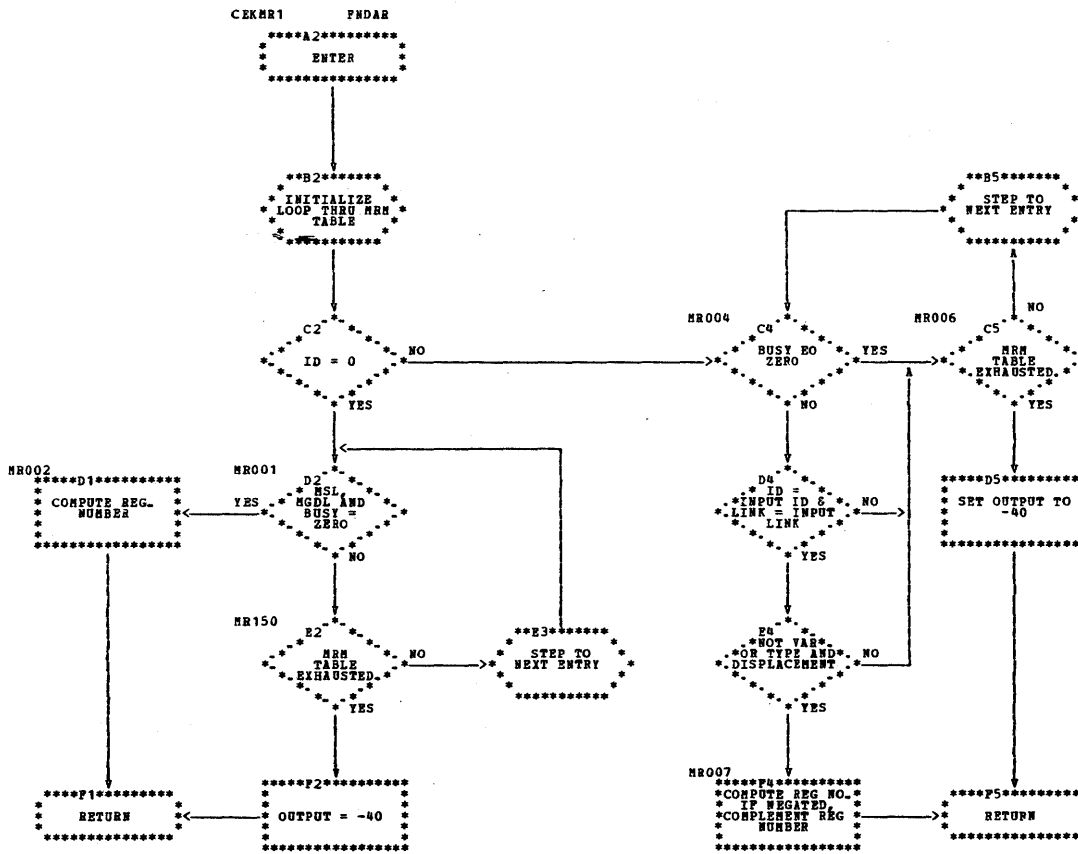 CEKMR1 FNDAR
A2
ENTER
B2
INITIALIZE
LOOP THRU MRM
TABLE
B5
STEP TO
NEXT ENTRY
C2
ID = 0
NO
YES
MR004
C4
BUSY EQ
ZERO
YES
NO
MR006
C5
MRM
TABLE
EXHAUSTED
NO
YES
MR002
D1
COMPUTE REG.
NUMBER
MR001
D2
MSL,
MGDL AND
BUSY =
ZERO
YES
NO
D4
ID =
INPUT ID &
LINK = INPUT
LINK
NO
YES
D5
SET OUTPUT TO
-40
MR150
E2
MRM
TABLE
EXHAUSTED
NO
YES
E3
STEP TO
NEXT ENTRY
E4
NOT VAR
OR TYPE AND
DISPLACEMENT
NO
YES
F1
RETURN
F2
OUTPUT = -40
MR007
F4
COMPUTE REG NO.
IF NEGATED,
COMPLEMENT REG
NUMBER
F5
RETURN